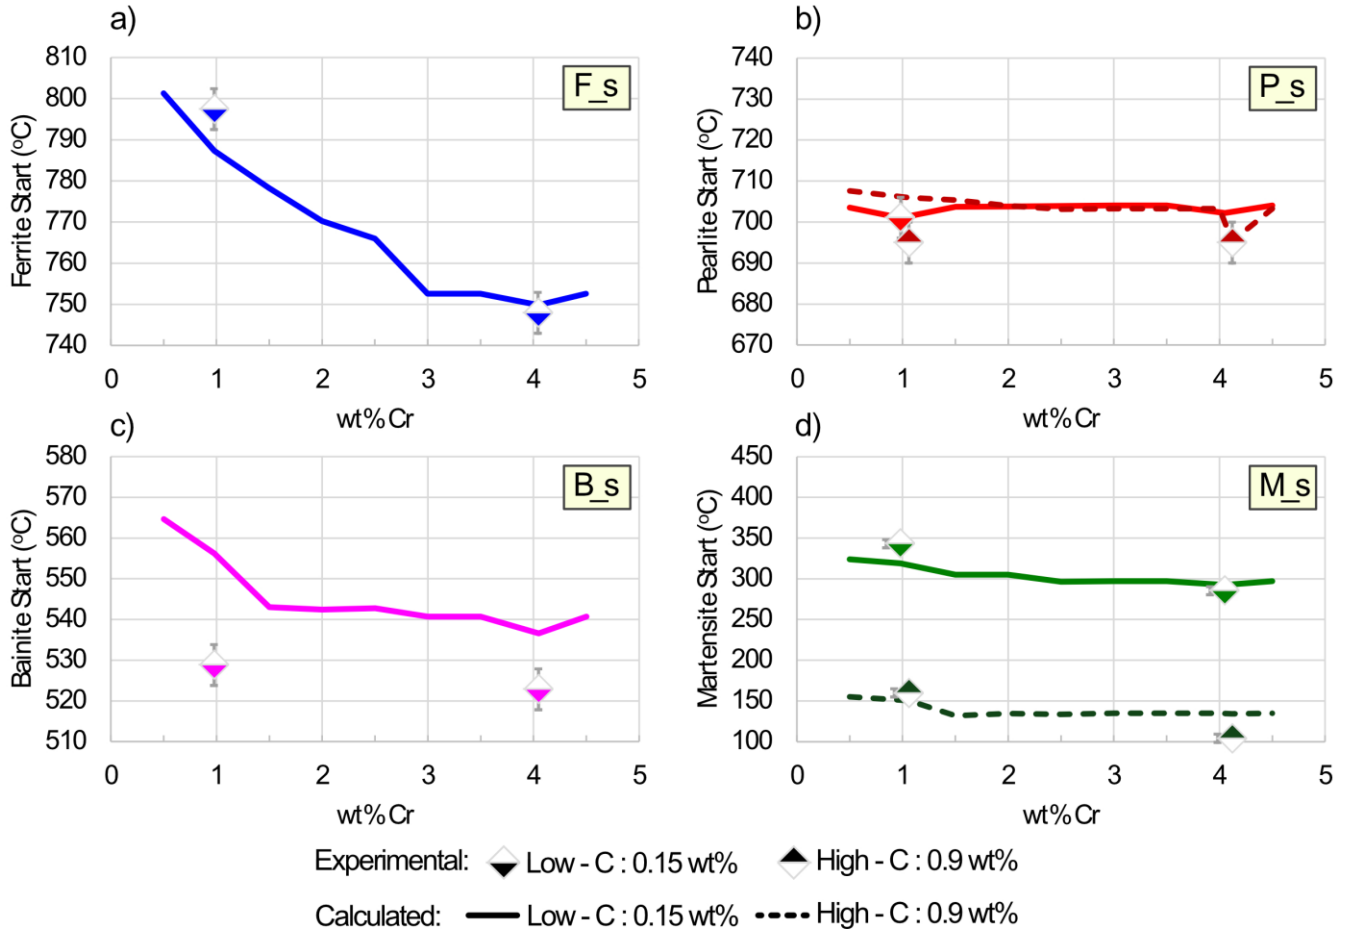 a)
F_s
Ferrite Start (ºC)
810
800
790
780
770
760
750
740
0 1 2 3 4 5
wt% Cr
b)
P_s
Pearlite Start (ºC)
740
730
720
710
700
690
680
670
0 1 2 3 4 5
wt% Cr
c)
B_s
Bainite Start (ºC)
580
570
560
550
540
530
520
510
0 1 2 3 4 5
wt% Cr
d)
M_s
Martensite Start (ºC)
450
400
350
300
250
200
150
100
0 1 2 3 4 5
wt% Cr
Experimental: Low - C : 0.15 wt% High - C : 0.9 wt%
Calculated: Low - C : 0.15 wt% High - C : 0.9 wt%